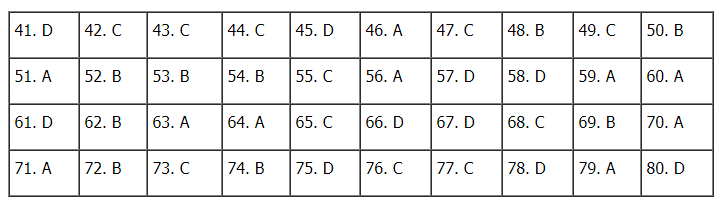 41. D 42. C 43. C 44. C 45. D 46. A 47. C 48. B 49. C 50. B
51. A 52. B 53. B 54. B 55. C 56. A 57. D 58. D 59. A 60. A
61. D 62. B 63. A 64. A 65. C 66. D 67. D 68. C 69. B 70. A
71. A 72. B 73. C 74. B 75. D 76. C 77. C 78. D 79. A 80. D